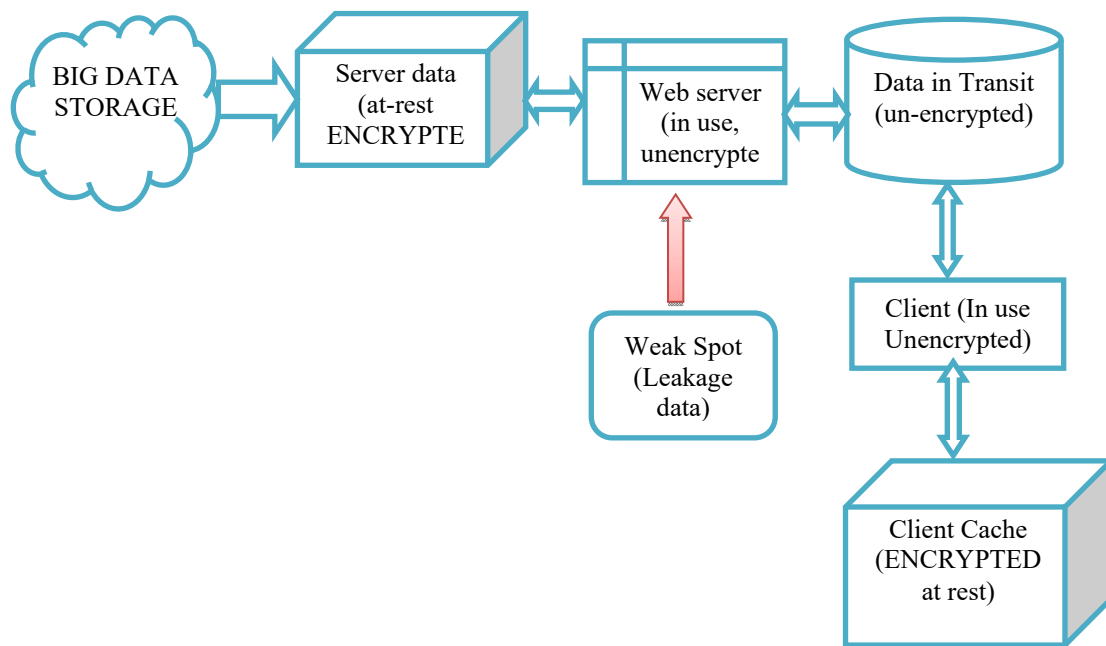 BIG DATA
STORAGE
Server data
(at-rest
ENCRYPTE
Web server
(in use,
unencrypte
Data in Transit
(un-encrypted)
Weak Spot
(Leakage
data)
Client (In use
Unencrypted)
Client Cache
(ENCRYPTED
at rest)